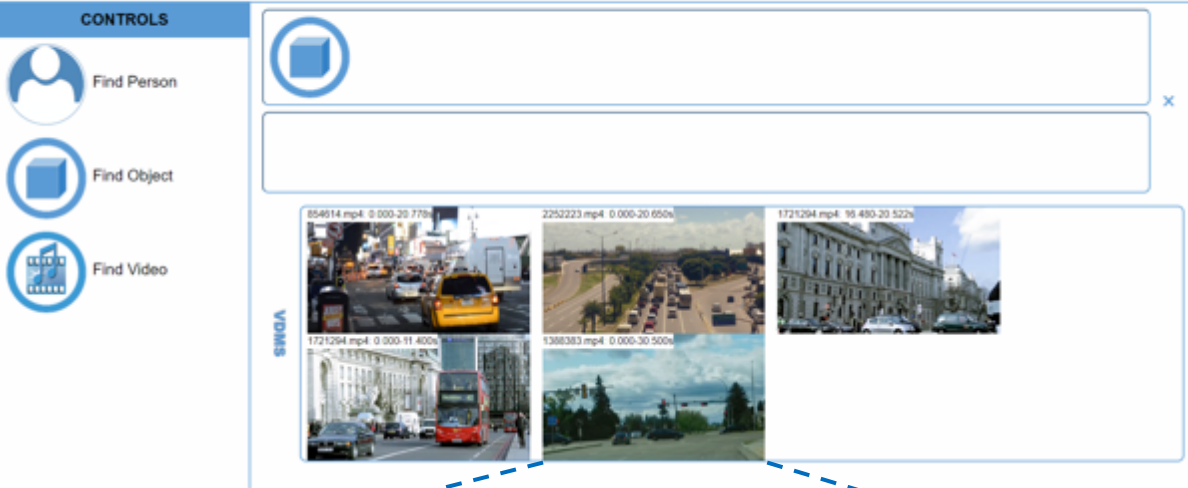 CONTROLS
Find Person
Find Object
Find Video
×
VDMS
854614.mp4: 0.000-20.778s
2252223.mp4: 0.000-20.650s
1721294.mp4: 16.480-20.522s
1721294.mp4: 0.000-11.400s
1388383.mp4: 0.000-30.500s